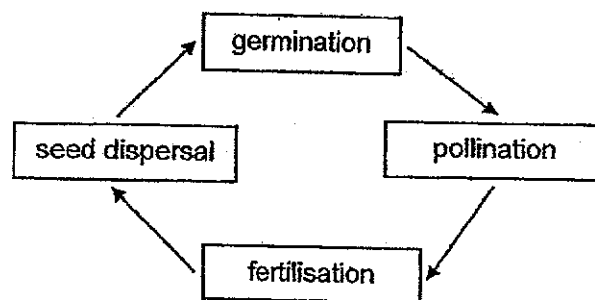 germination
seed dispersal
pollination
fertilisation